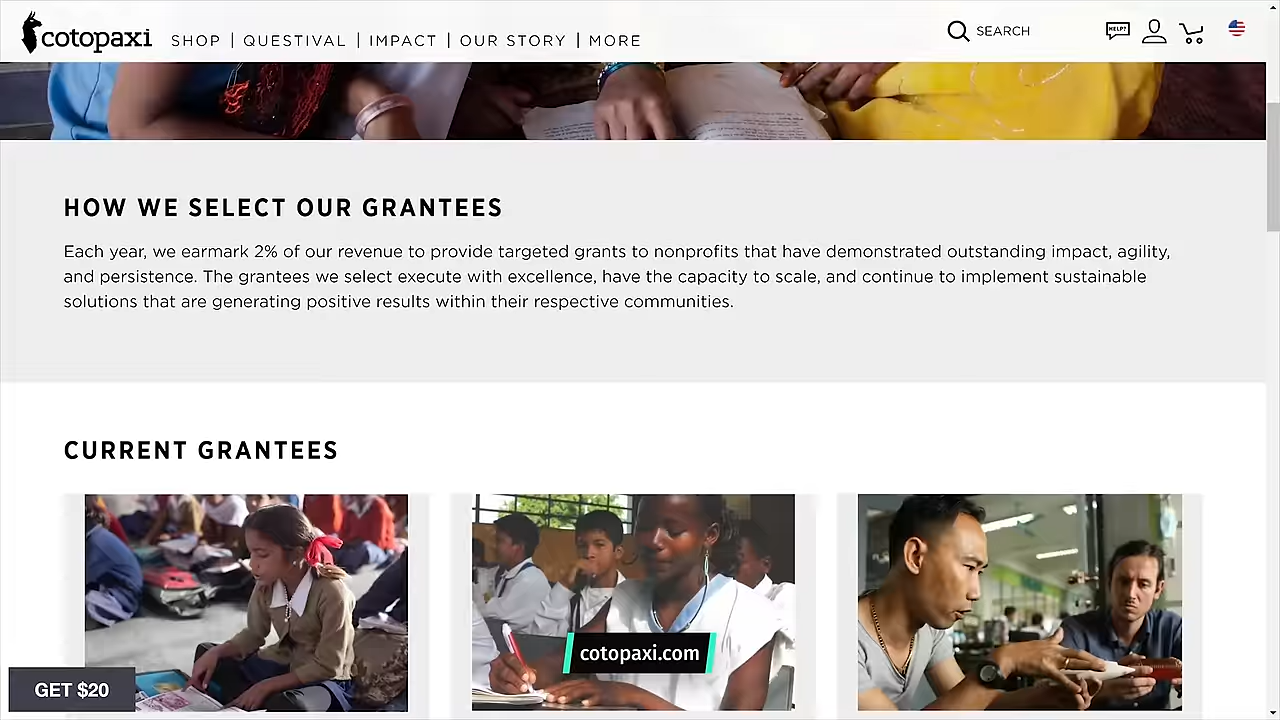 cotopaxi SHOP | QUESTIVAL | IMPACT | OUR STORY | MORE SEARCH HELP?
HOW WE SELECT OUR GRANTEES
Each year, we earmark 2% of our revenue to provide targeted grants to nonprofits that have demonstrated outstanding impact, agility,
and persistence. The grantees we select execute with excellence, have the capacity to scale, and continue to implement sustainable
solutions that are generating positive results within their respective communities.
CURRENT GRANTEES
cotopaxi.com
GET $20